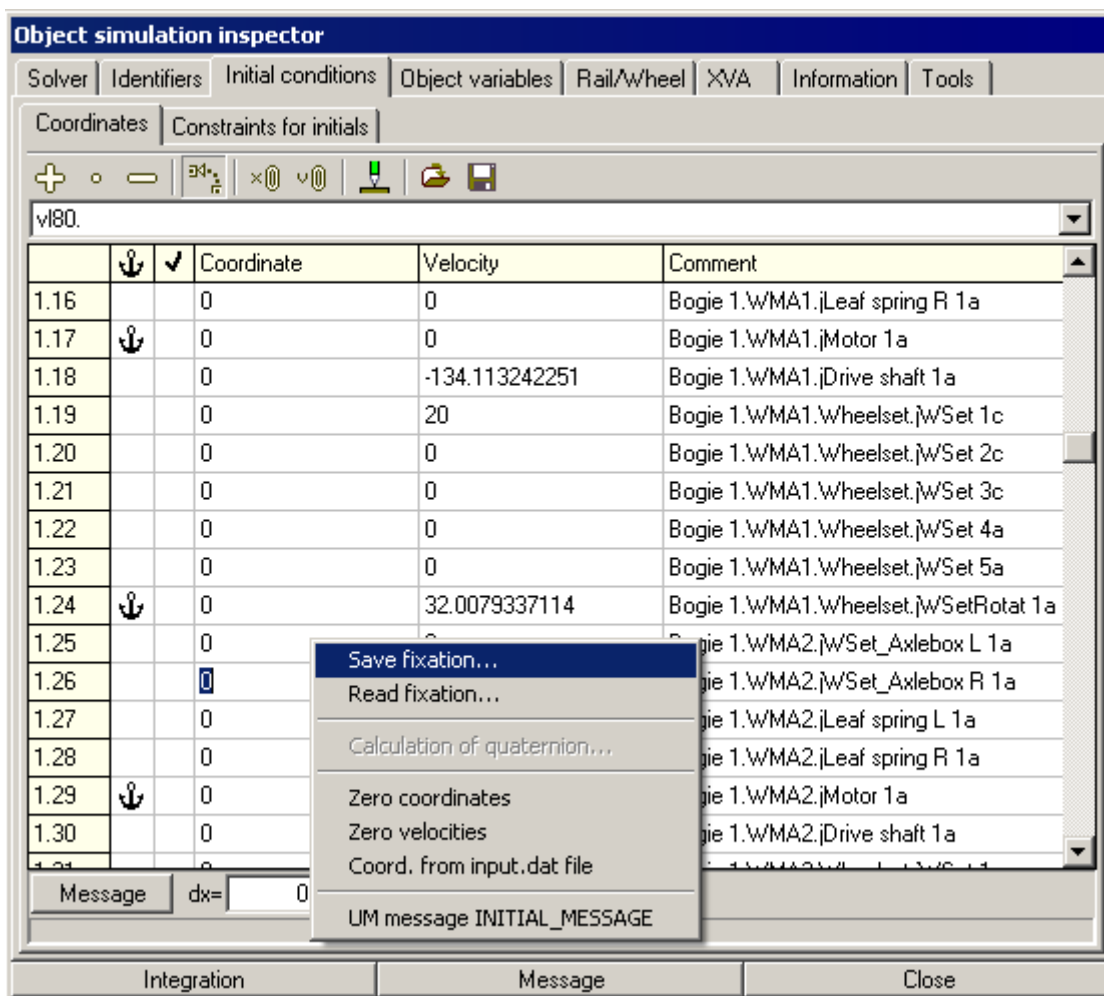 Object simulation inspector
Solver Identifiers Initial conditions Object variables Rail/Wheel XVA Information Tools
Coordinates Constraints for initials
vl80.
Coordinate Velocity Comment
1.16 0 0 Bogie 1.WMA1.jLeaf spring R 1a
1.17 0 0 Bogie 1.WMA1.jMotor 1a
1.18 0 -134.113242251 Bogie 1.WMA1.jDrive shaft 1a
1.19 0 20 Bogie 1.WMA1.Wheelset.jWSet 1c
1.20 0 0 Bogie 1.WMA1.Wheelset.jWSet 2c
1.21 0 0 Bogie 1.WMA1.Wheelset.jWSet 3c
1.22 0 0 Bogie 1.WMA1.Wheelset.jWSet 4a
1.23 0 0 Bogie 1.WMA1.Wheelset.jWSet 5a
1.24 0 32.0079337114 Bogie 1.WMA1.Wheelset.jWSetRotat 1a
1.25 0 1.WMA2.jWSet_Axlebox L 1a
1.26 0 1.WMA2.jWSet_Axlebox R 1a
1.27 0 1.WMA2.jLeaf spring L 1a
1.28 0 1.WMA2.jLeaf spring R 1a
1.29 0 1.WMA2.jMotor 1a
1.30 0 1.WMA2.jDrive shaft 1a
Save fixation...
Read fixation...
Calculation of quaternion...
Zero coordinates
Zero velocities
Coord. from input.dat file
UM message INITIAL_MESSAGE
Message dx= 0
Integration Message Close